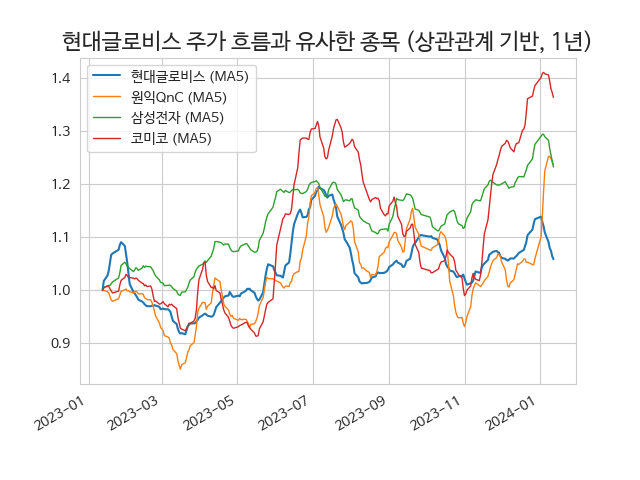 현대글로비스 주가 흐름과 유사한 종목 (상관관계 기반, 1년)
현대글로비스 (MA5)
원익QnC (MA5)
삼성전자 (MA5)
코미코 (MA5)
1.4
1.3
1.2
1.1
1.0
0.9
2023-01
2023-03
2023-05
2023-07
2023-09
2023-11
2024-01